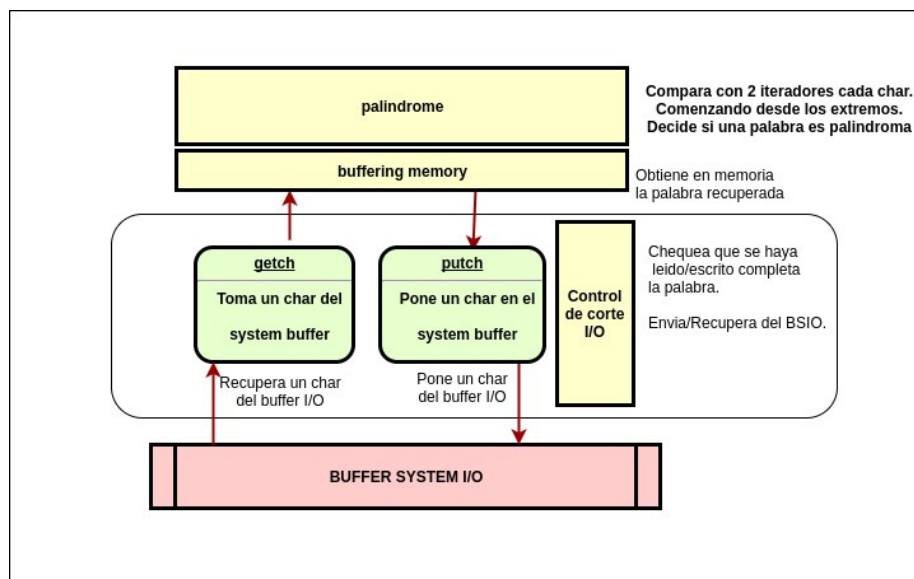 palindrome
Compara con 2 iteradores cada char.
Comenzando desde los extremos.
Decide si una palabra es palindroma
buffering memory
Obtiene en memoria
la palabra recuperada
getch
Toma un char del
system buffer
putch
Pone un char en el
system buffer
Control
de corte
I/O
Chequea que se haya
leido/escrito completa
la palabra.
Envia/Recupera del BSIO.
Recupera un char
del buffer I/O
Pone un char
del buffer I/O
BUFFER SYSTEM I/O